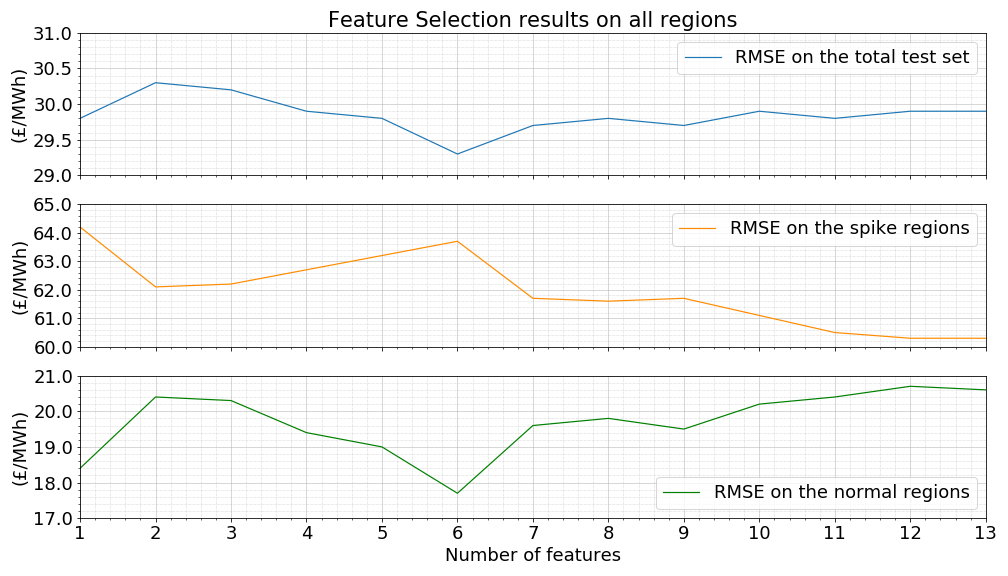 Feature Selection results on all regions
31.0
30.5
30.0
29.5
29.0
(£/MWh)
RMSE on the total test set
65.0
64.0
63.0
62.0
61.0
60.0
(£/MWh)
RMSE on the spike regions
21.0
20.0
19.0
18.0
17.0
(£/MWh)
RMSE on the normal regions
1 2 3 4 5 6 7 8 9 10 11 12 13
Number of features